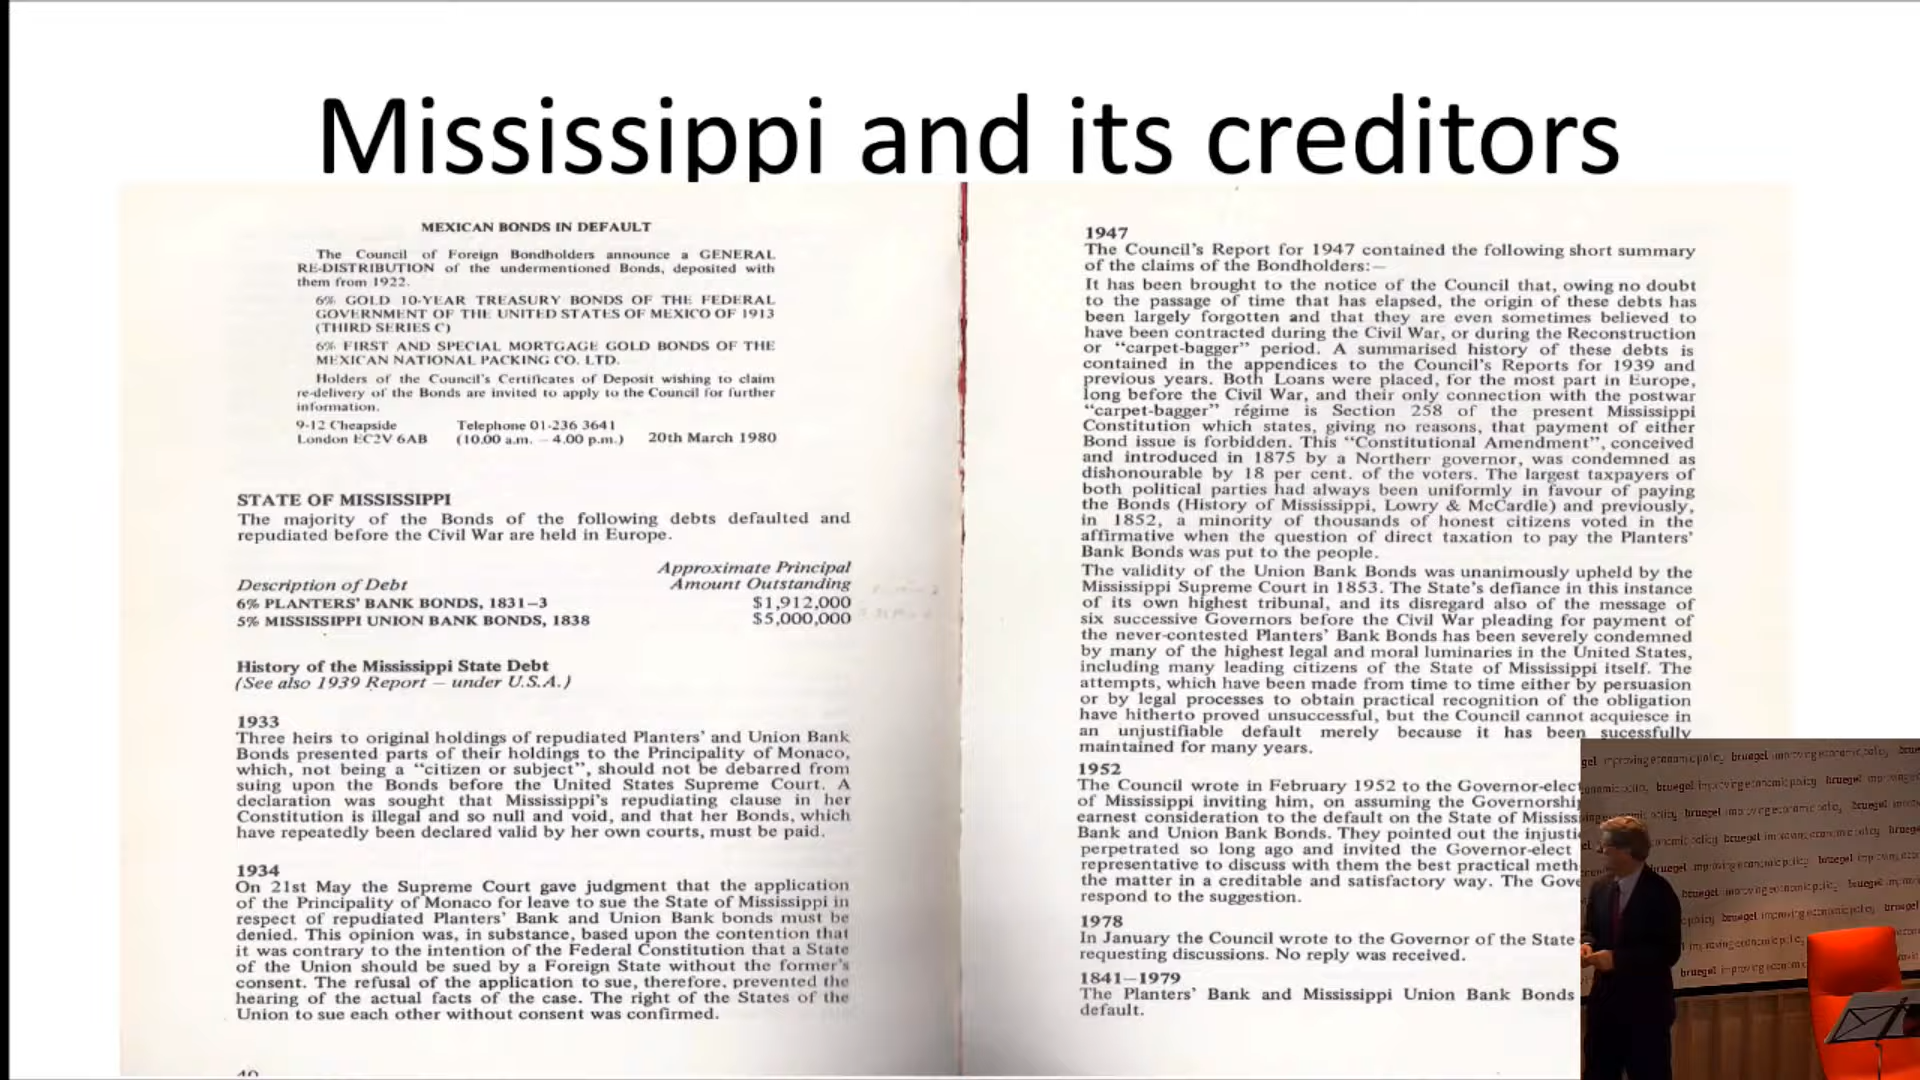 Mississippi and its creditors
MEXICAN BONDS IN DEFAULT
The Council of Foreign Bondholders announce a GENERAL
RE-DISTRIBUTION of the undermentioned Bonds, deposited with
them from 1922.
6% GOLD 10-YEAR TREASURY BONDS OF THE FEDERAL
GOVERNMENT OF THE UNITED STATES OF MEXICO OF 1913
(THIRD SERIES C)
6% FIRST AND SPECIAL MORTGAGE GOLD BONDS OF THE
MEXICAN NATIONAL PACKING CO. LTD.
Holders of the Council's Certificates of Deposit wishing to claim
re-delivery of the Bonds are invited to apply to the Council for further
information.
9-12 Cheapside Telephone 01-236 3641
London EC2V 6AB (10.00 a.m. – 4.00 p.m.) 20th March 1980
STATE OF MISSISSIPPI
The majority of the Bonds of the following debts defaulted and
repudiated before the Civil War are held in Europe.
Approximate Principal
Description of Debt Amount Outstanding
6% PLANTERS' BANK BONDS, 1831–3 $1,912,000
5% MISSISSIPPI UNION BANK BONDS, 1838 $5,000,000
History of the Mississippi State Debt
(See also 1939 Report – under U.S.A.)
1933
Three heirs to original holdings of repudiated Planters' and Union Bank
Bonds presented parts of their holdings to the Principality of Monaco,
which, not being a "citizen or subject", should not be debarred from
suing upon the Bonds before the United States Supreme Court. A
declaration was sought that Mississippi's repudiating clause in her
Constitution is illegal and so null and void, and that her Bonds, which
have repeatedly been declared valid by her own courts, must be paid.
1934
On 21st May the Supreme Court gave judgment that the application
of the Principality of Monaco for leave to sue the State of Mississippi in
respect of repudiated Planters' Bank and Union Bank bonds must be
denied. This opinion was, in substance, based upon the contention that
it was contrary to the intention of the Federal Constitution that a State
of the Union should be sued by a Foreign State without the former's
consent. The refusal of the application to sue, therefore, prevented the
hearing of the actual facts of the case. The right of the States of the
Union to sue each other without consent was confirmed.
40
1947
The Council's Report for 1947 contained the following short summary
of the claims of the Bondholders:—
It has been brought to the notice of the Council that, owing no doubt
to the passage of time that has elapsed, the origin of these debts has
been largely forgotten and that they are even sometimes believed to
have been contracted during the Civil War, or during the Reconstruction
or "carpet-bagger" period. A summarised history of these debts is
contained in the appendices to the Council's Reports for 1939 and
previous years. Both Loans were placed, for the most part in Europe,
long before the Civil War, and their only connection with the postwar
"carpet-bagger" régime is Section 258 of the present Mississippi
Constitution which states, giving no reasons, that payment of either
Bond issue is forbidden. This "Constitutional Amendment", conceived
and introduced in 1875 by a Northerr governor, was condemned as
dishonourable by 18 per cent. of the voters. The largest taxpayers of
both political parties had always been uniformly in favour of paying
the Bonds (History of Mississippi, Lowry & McCardle) and previously,
in 1852, a minority of thousands of honest citizens voted in the
affirmative when the question of direct taxation to pay the Planters'
Bank Bonds was put to the people.
The validity of the Union Bank Bonds was unanimously upheld by the
Mississippi Supreme Court in 1853. The State's defiance in this instance
of its own highest tribunal, and its disregard also of the message of
six successive Governors before the Civil War pleading for payment of
the never-contested Planters' Bank Bonds has been severely condemned
by many of the highest legal and moral luminaries in the United States,
including many leading citizens of the State of Mississippi itself. The
attempts, which have been made from time to time either by persuasion
or by legal processes to obtain practical recognition of the obligation
have hitherto proved unsuccessful, but the Council cannot acquiesce in
an unjustifiable default merely because it has been sucessfully
maintained for many years.
1952
The Council wrote in February 1952 to the Governor-elect
of Mississippi inviting him, on assuming the Governorshi
earnest consideration to the default on the State of Mississ
Bank and Union Bank Bonds. They pointed out the injusti
perpetrated so long ago and invited the Governor-elect
representative to discuss with them the best practical meth
the matter in a creditable and satisfactory way. The Gove
respond to the suggestion.
1978
In January the Council wrote to the Governor of the State
requesting discussions. No reply was received.
1841–1979
The Planters' Bank and Mississippi Union Bank Bonds
default.
bruegel improving economic policy